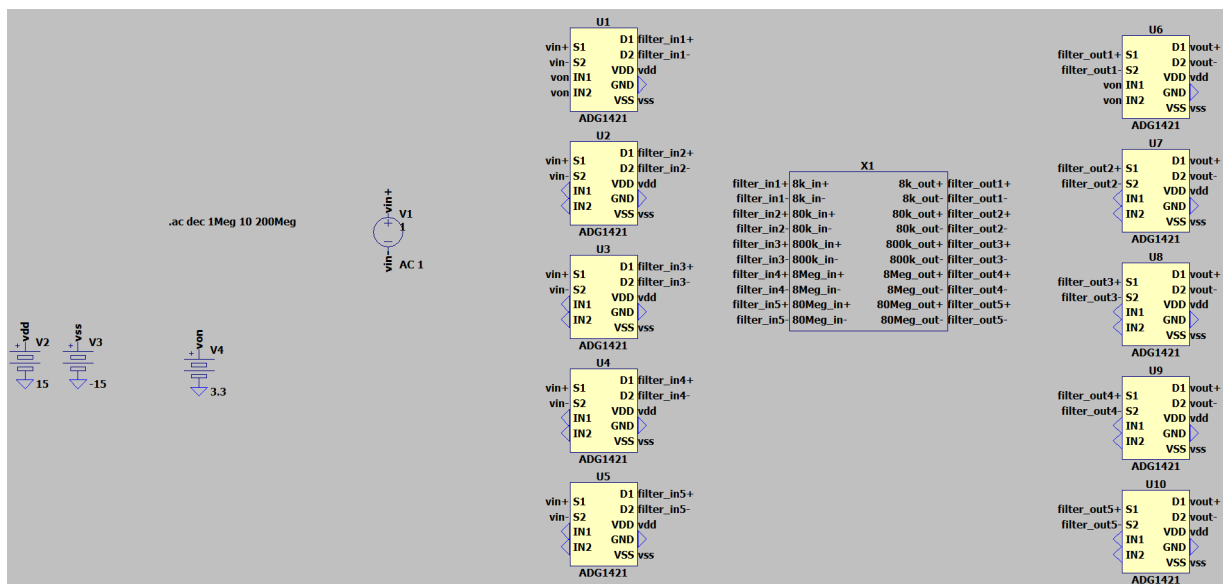 U1
vin+ S1 D1 filter_in1+
vin- S2 D2 filter_in1-
von IN1 VDD vdd
von IN2 GND
VSS vss
ADG1421
U2
vin+ S1 D1 filter_in2+
vin- S2 D2 filter_in2-
IN1 VDD vdd
IN2 GND
VSS vss
ADG1421
U3
vin+ S1 D1 filter_in3+
vin- S2 D2 filter_in3-
IN1 VDD vdd
IN2 GND
VSS vss
ADG1421
U4
vin+ S1 D1 filter_in4+
vin- S2 D2 filter_in4-
IN1 VDD vdd
IN2 GND
VSS vss
ADG1421
U5
vin+ S1 D1 filter_in5+
vin- S2 D2 filter_in5-
IN1 VDD vdd
IN2 GND
VSS vss
ADG1421
.ac dec 1Meg 10 200Meg
vin+
V1
1
vin-
AC 1
vdd
V2
15
vss
V3
-15
von
V4
3.3
X1
filter_in1+ 8k_in+ 8k_out+ filter_out1+
filter_in1- 8k_in- 8k_out- filter_out1-
filter_in2+ 80k_in+ 80k_out+ filter_out2+
filter_in2- 80k_in- 80k_out- filter_out2-
filter_in3+ 800k_in+ 800k_out+ filter_out3+
filter_in3- 800k_in- 800k_out- filter_out3-
filter_in4+ 8Meg_in+ 8Meg_out+ filter_out4+
filter_in4- 8Meg_in- 8Meg_out- filter_out4-
filter_in5+ 80Meg_in+ 80Meg_out+ filter_out5+
filter_in5- 80Meg_in- 80Meg_out- filter_out5-
U6
filter_out1+ S1 D1 vout+
filter_out1- S2 D2 vout-
von IN1 VDD vdd
von IN2 GND
VSS vss
ADG1421
U7
filter_out2+ S1 D1 vout+
filter_out2- S2 D2 vout-
IN1 VDD vdd
IN2 GND
VSS vss
ADG1421
U8
filter_out3+ S1 D1 vout+
filter_out3- S2 D2 vout-
IN1 VDD vdd
IN2 GND
VSS vss
ADG1421
U9
filter_out4+ S1 D1 vout+
filter_out4- S2 D2 vout-
IN1 VDD vdd
IN2 GND
VSS vss
ADG1421
U10
filter_out5+ S1 D1 vout+
filter_out5- S2 D2 vout-
IN1 VDD vdd
IN2 GND
VSS vss
ADG1421